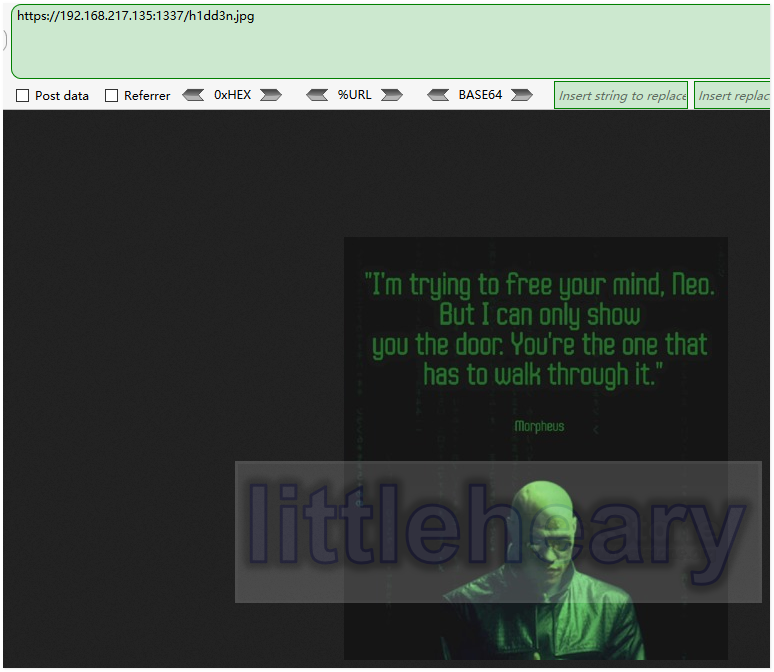 https://192.168.217.135:1337/h1dd3n.jpg
Post data Referrer 0xHEX %URL BASE64 Insert string to replace Insert replac
"I'm trying to free your mind, Neo.
But I can only show
you the door. You're the one that
has to walk through it."
Morpheus
littleheary